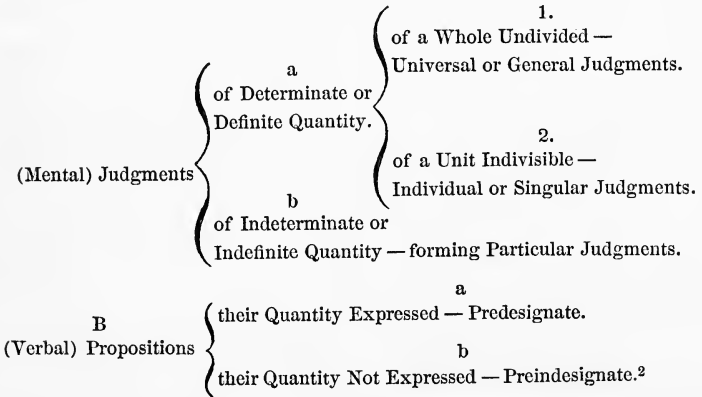 1.
of a Whole Undivided —
Universal or General Judgments.
a
of Determinate or
Definite Quantity.
2.
of a Unit Indivisible —
Individual or Singular Judgments.
(Mental) Judgments
b
of Indeterminate or
Indefinite Quantity — forming Particular Judgments.
a
their Quantity Expressed — Predesignate.
B
(Verbal) Propositions
b
their Quantity Not Expressed — Preindesignate.2